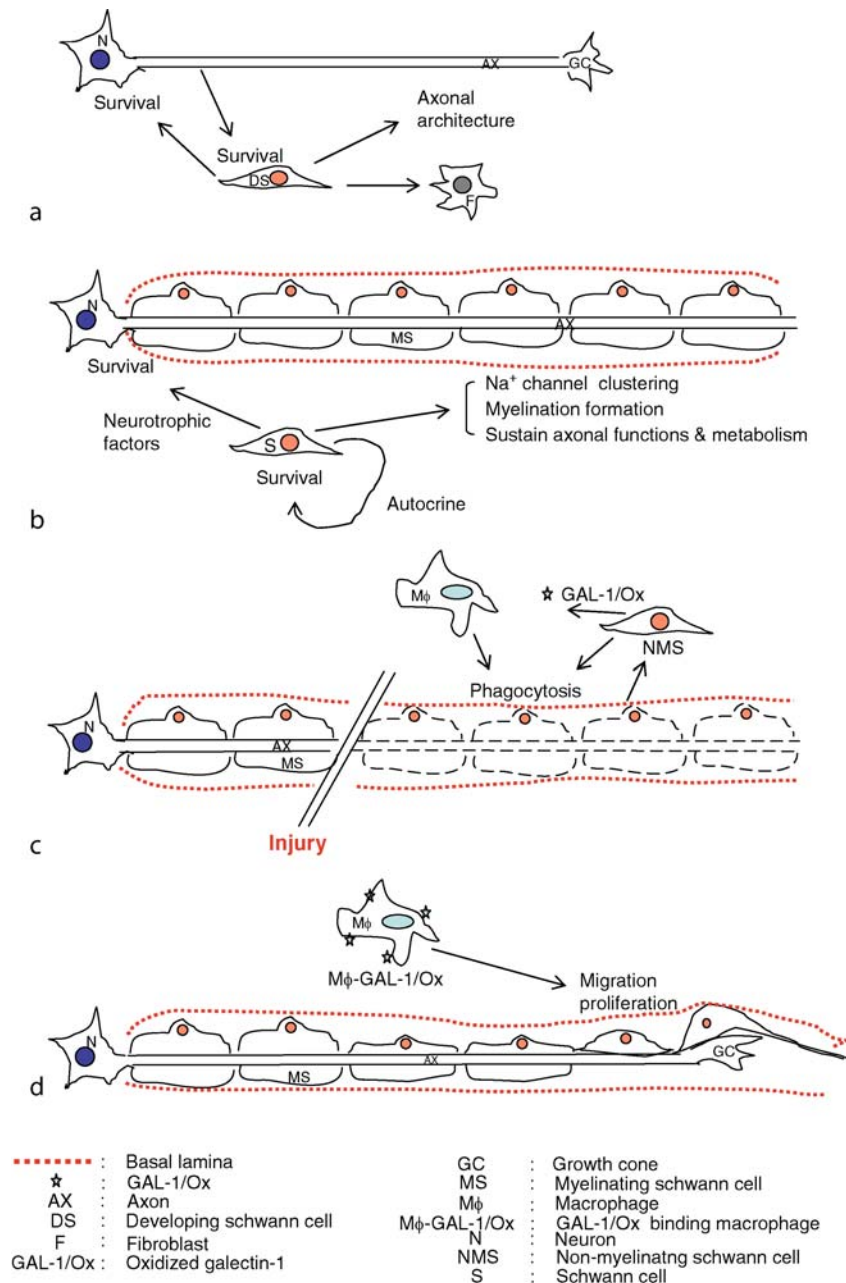 N
AX
GC
Survival
Axonal
architecture
Survival
DS
F
a
N
AX
MS
Survival
Na+ channel clustering
Myelination formation
Sustain axonal functions & metabolism
Neurotrophic
factors
S
Survival
Autocrine
b
Mϕ
GAL-1/Ox
NMS
Phagocytosis
N
AX
MS
Injury
c
Mϕ
Mϕ-GAL-1/Ox
Migration
proliferation
N
GC
AX
MS
d
: Basal lamina
☆ : GAL-1/Ox
AX : Axon
DS : Developing schwann cell
F : Fibroblast
GAL-1/Ox : Oxidized galectin-1
GC : Growth cone
MS : Myelinating schwann cell
Mϕ : Macrophage
Mϕ-GAL-1/Ox : GAL-1/Ox binding macrophage
N : Neuron
NMS : Non-myelinatng schwann cell
S : Schwann cell